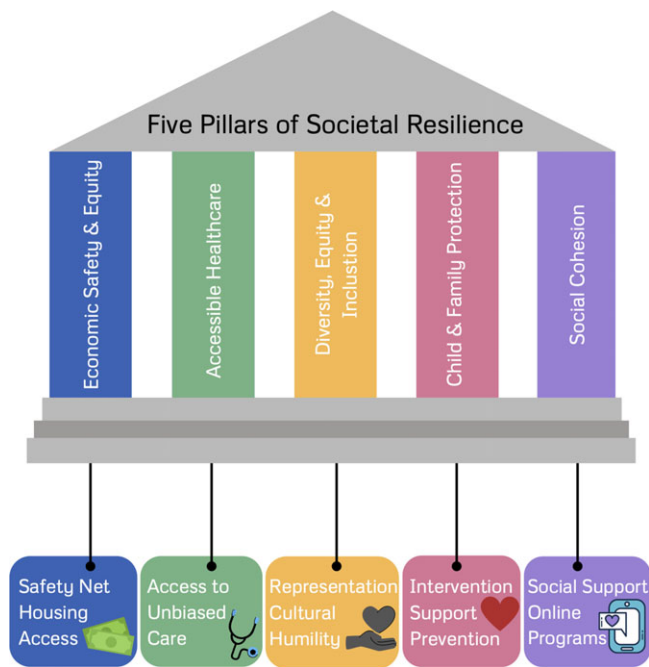 Five Pillars of Societal Resilience
Economic Safety & Equity
Accessible Healthcare
Diversity, Equity &
Inclustion
Child & Family Protection
Social Cohesion
Safety Net
Housing
Access
Access to
Unbiased
Care
Representation
Cultural
Humility
Intervention
Support
Prevention
Social Support
Online
Programs